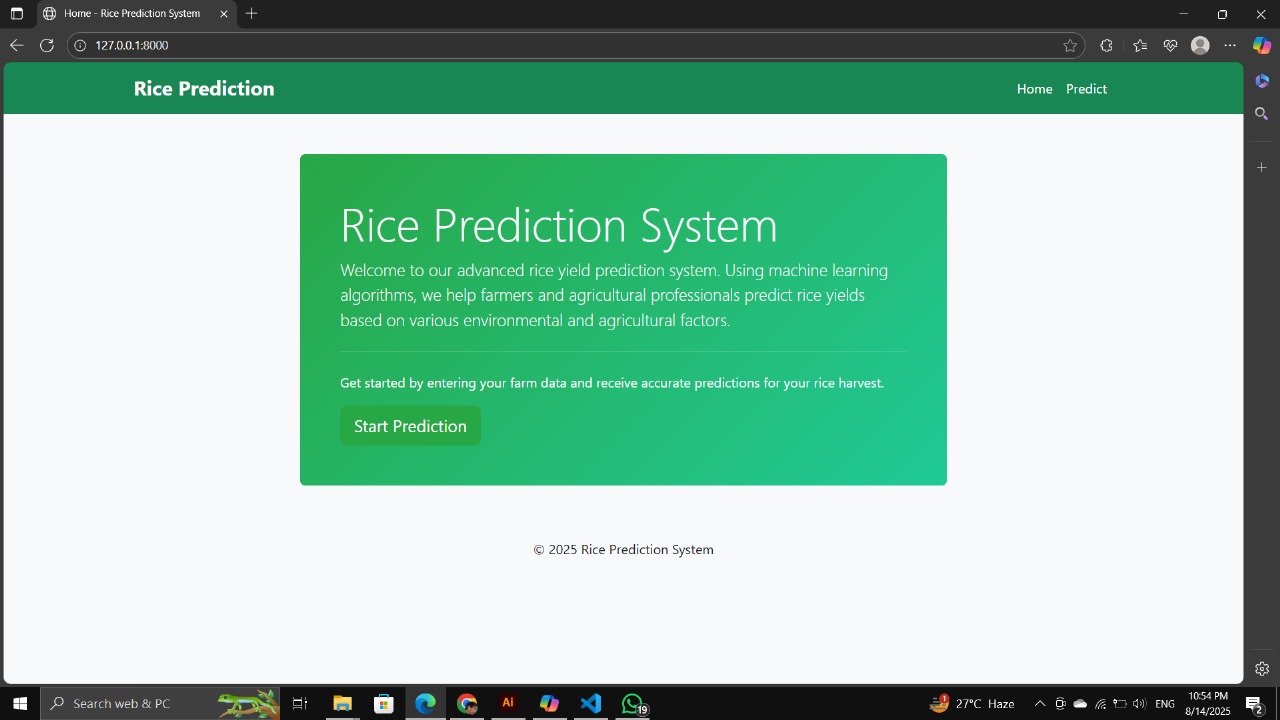 Home - Rice Prediction System
127.0.0.1:8000
Rice Prediction
Home
Predict
Rice Prediction System
Welcome to our advanced rice yield prediction system. Using machine learning
algorithms, we help farmers and agricultural professionals predict rice yields
based on various environmental and agricultural factors.
Get started by entering your farm data and receive accurate predictions for your rice harvest.
Start Prediction
© 2025 Rice Prediction System
Search web & PC
Ai
19
1
27°C Haze
ENG
10:54 PM
8/14/2025
2